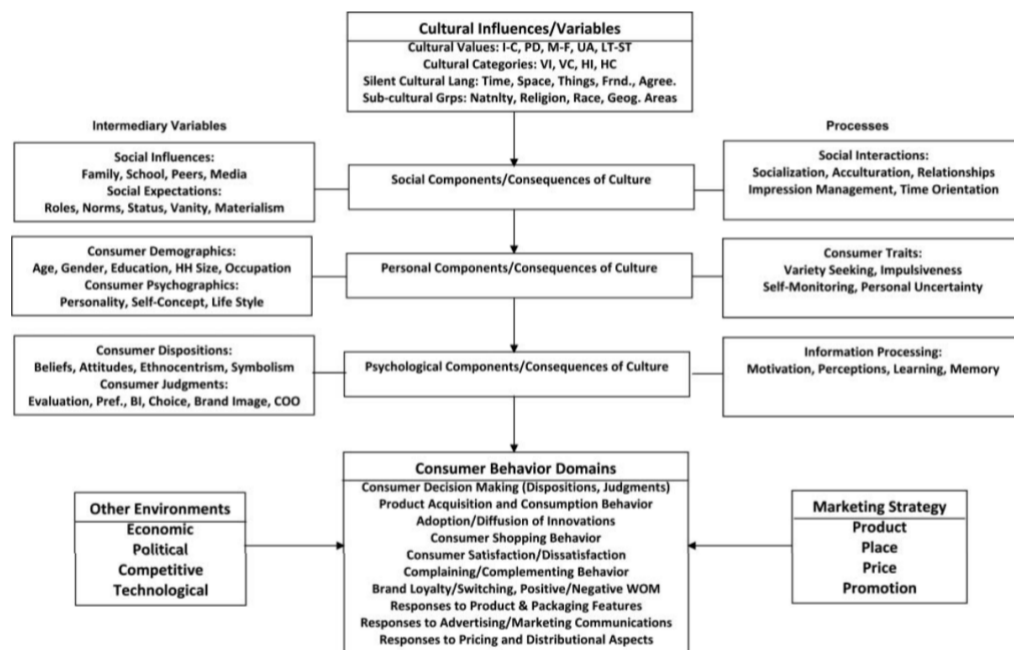 Cultural Influences/Variables
Cultural Values: I-C, PD, M-F, UA, LT-ST
Cultural Categories: VI, VC, HI, HC
Silent Cultural Lang: Time, Space, Things, Frnd., Agree.
Sub-cultural Grps: Natnlty, Religion, Race, Geog. Areas
Intermediary Variables
Processes
Social Influences:
Family, School, Peers, Media
Social Expectations:
Roles, Norms, Status, Vanity, Materialism
Social Components/Consequences of Culture
Social Interactions:
Socialization, Acculturation, Relationships
Impression Management, Time Orientation
Consumer Demographics:
Age, Gender, Education, HH Size, Occupation
Consumer Psychographics:
Personality, Self-Concept, Life Style
Personal Components/Consequences of Culture
Consumer Traits:
Variety Seeking, Impulsiveness
Self-Monitoring, Personal Uncertainty
Consumer Dispositions:
Beliefs, Attitudes, Ethnocentrism, Symbolism
Consumer Judgments:
Evaluation, Pref., BI, Choice, Brand Image, COO
Psychological Components/Consequences of Culture
Information Processing:
Motivation, Perceptions, Learning, Memory
Other Environments
Economic
Political
Competitive
Technological
Consumer Behavior Domains
Consumer Decision Making (Dispositions, Judgments)
Product Acquisition and Consumption Behavior
Adoption/Diffusion of Innovations
Consumer Shopping Behavior
Consumer Satisfaction/Dissatisfaction
Complaining/Complementing Behavior
Brand Loyalty/Switching, Positive/Negative WOM
Responses to Product & Packaging Features
Responses to Advertising/Marketing Communications
Responses to Pricing and Distributional Aspects
Marketing Strategy
Product
Place
Price
Promotion